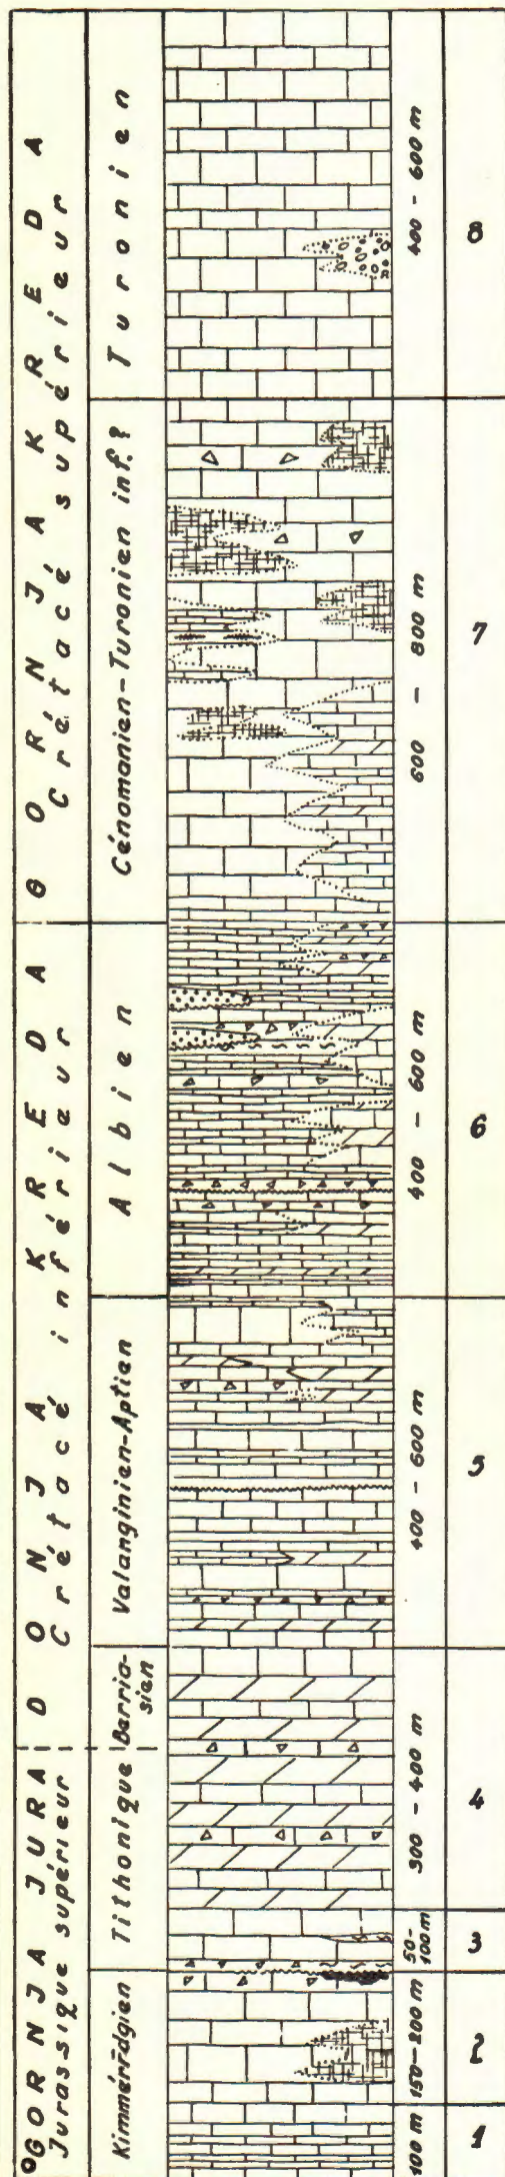 GORNJA KREDA
Crétacé supérieur
Turonien
400 - 600 m
8
Cénomanien-Turonien inf.?
600 - 800 m
7
DONJA KREDA
Crétacé inférieur
Albien
400 - 600 m
6
Valanginien-Aptien
400 - 600 m
5
Berria-
sien
300 - 400 m
4
GORNJA JURA
Jurassique supérieur
Tithonique
50-
100 m
3
Kimméridgien
150-200 m
2
100 m
1